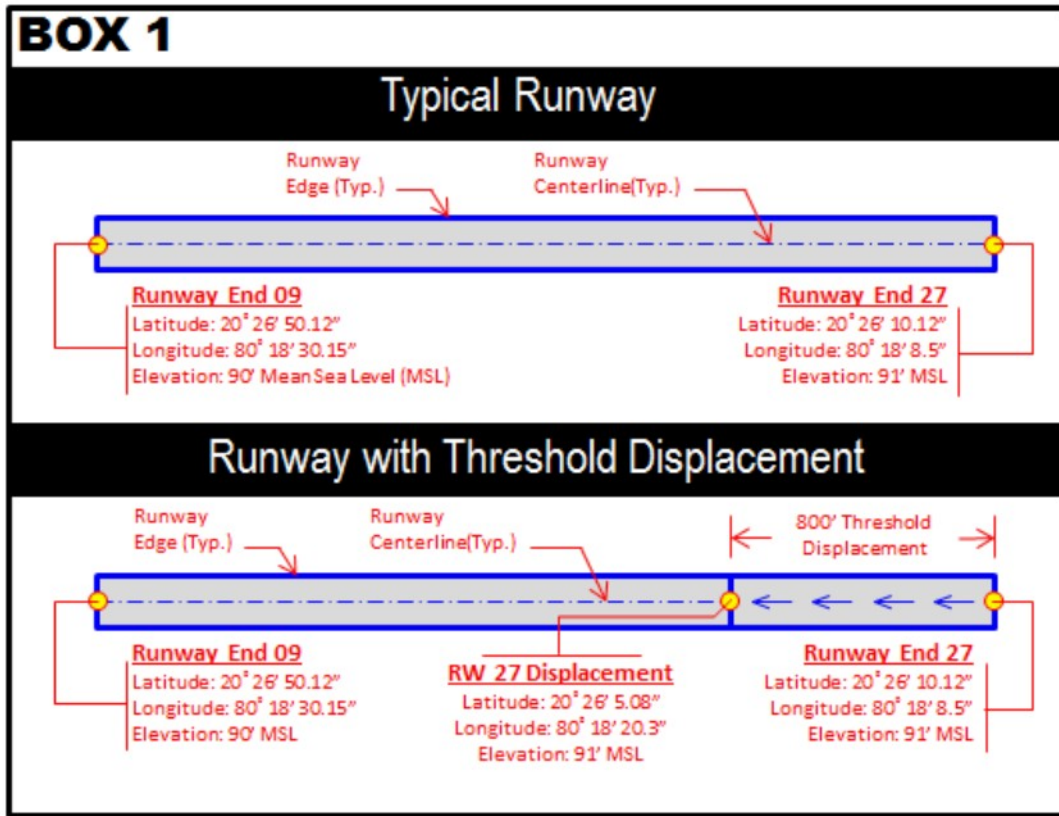 BOX 1
Typical Runway
Runway
Edge (Typ.)
Runway
Centerline(Typ.)
Runway End 09
Latitude: 20° 26’ 50.12”
Longitude: 80° 18’ 30.15”
Elevation: 90’ Mean Sea Level (MSL)
Runway End 27
Latitude: 20° 26’ 10.12”
Longitude: 80° 18’ 8.5”
Elevation: 91’ MSL
Runway with Threshold Displacement
Runway
Edge (Typ.)
Runway
Centerline(Typ.)
800’ Threshold
Displacement
Runway End 09
Latitude: 20° 26’ 50.12”
Longitude: 80° 18’ 30.15”
Elevation: 90’ MSL
RW 27 Displacement
Latitude: 20° 26’ 5.08”
Longitude: 80° 18’ 20.3”
Elevation: 91’ MSL
Runway End 27
Latitude: 20° 26’ 10.12”
Longitude: 80° 18’ 8.5”
Elevation: 91’ MSL